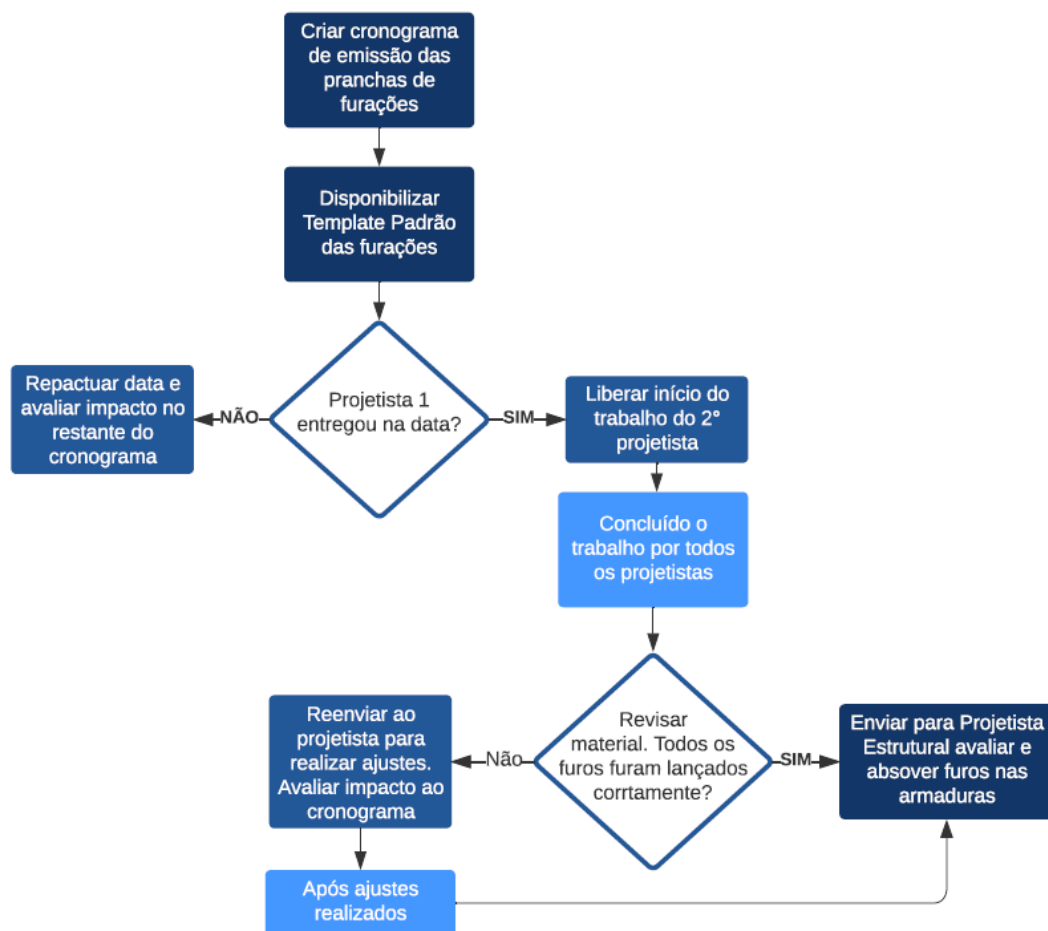 Criar cronograma
de emissão das
pranchas de
furações
Disponibilizar
Template Padrão
das furações
Projetista 1
entregou na data?
NÃO
Repactuar data e
avaliar impacto no
restante do
cronograma
SIM
Liberar início do
trabalho do 2°
projetista
Concluído o
trabalho por todos
os projetistas
Revisar
material. Todos os
furos furam lançados
corrtamente?
Não
Reenviar ao
projetista para
realizar ajustes.
Avaliar impacto ao
cronograma
Após ajustes
realizados
SIM
Enviar para Projetista
Estrutural avaliar e
absover furos nas
armaduras